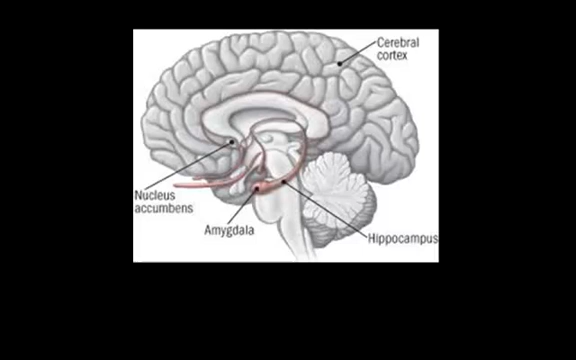 Cerebral
cortex
Nucleus
accumbens
Amygdala
Hippocampus